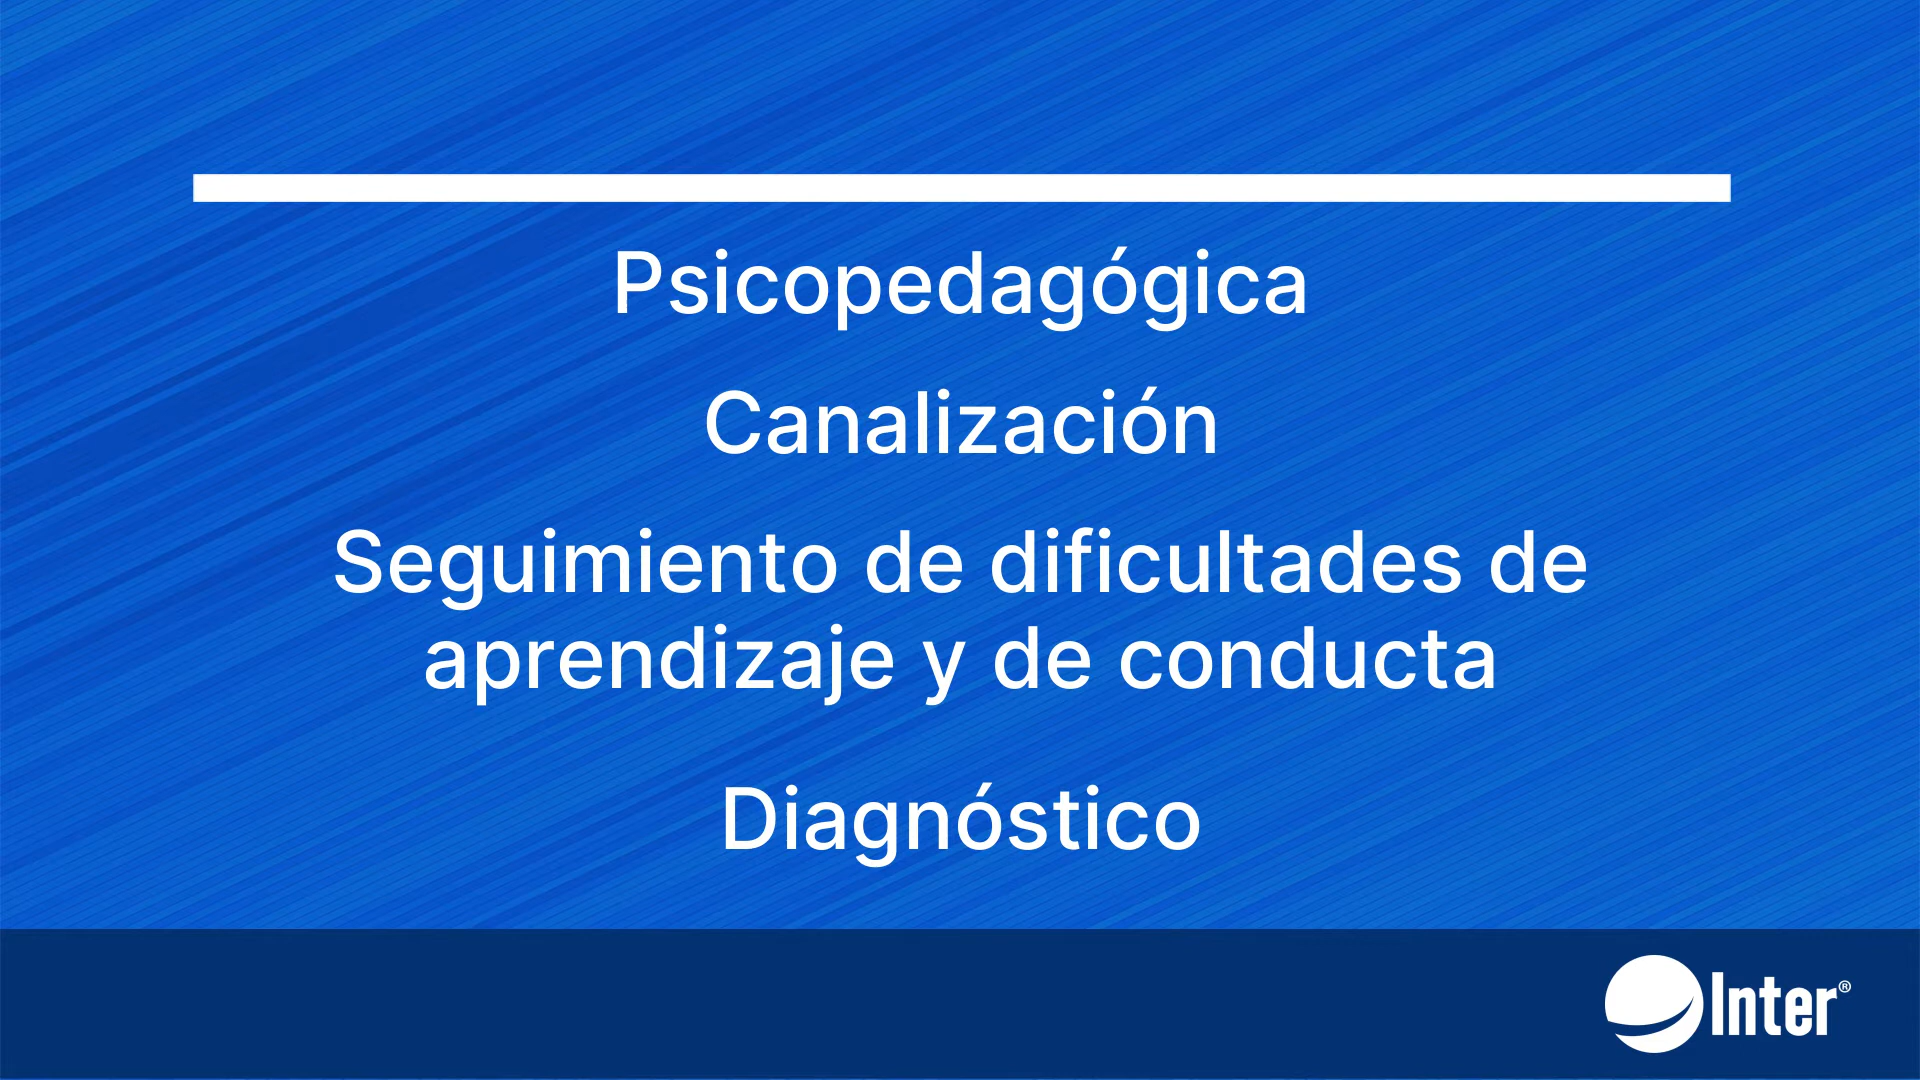 Psicopedagógica
Canalización
Seguimiento de dificultades de
aprendizaje y de conducta
Diagnóstico
Inter®